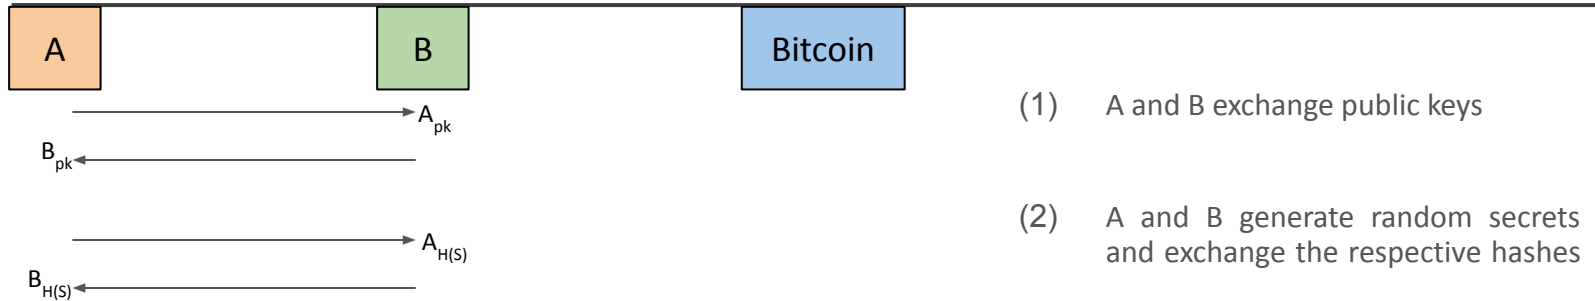 A
B
Bitcoin
A_pk
B_pk
A_H(S)
B_H(S)
(1) A and B exchange public keys
(2) A and B generate random secrets
and exchange the respective hashes